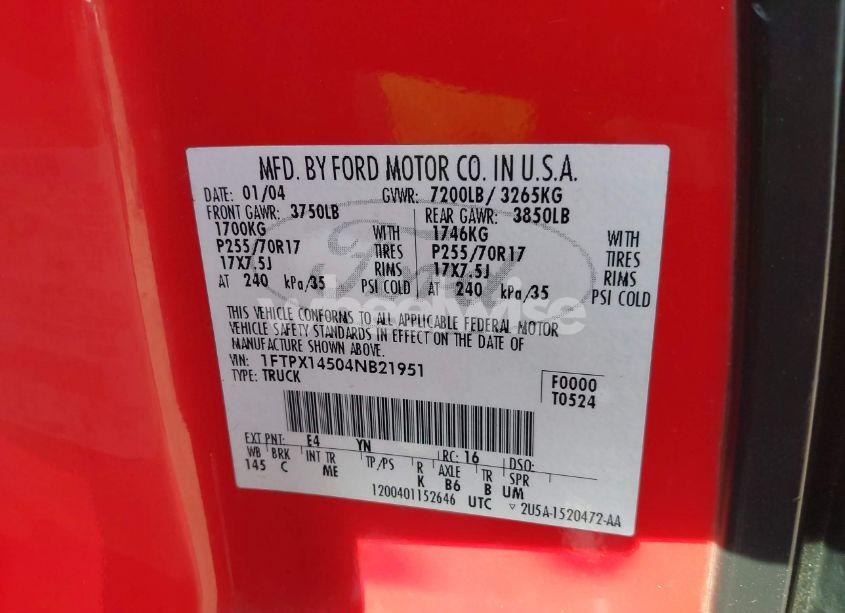 MFD. BY FORD MOTOR CO. IN U.S.A.
DATE: 01/04 GVWR: 7200LB/ 3265KG
FRONT GAWR: 3750LB REAR GAWR: 3850LB
1700KG WITH 1746KG WITH
P255/70R17 TIRES P255/70R17 TIRES
17X7.5J RIMS 17X7.5J RIMS
AT 240 kPa/35 PSI COLD AT 240 kPa/35 PSI COLD
Ford
wheelwise
THIS VEHICLE CONFORMS TO ALL APPLICABLE FEDERAL MOTOR
VEHICLE SAFETY STANDARDS IN EFFECT ON THE DATE OF
MANUFACTURE SHOWN ABOVE.
VIN: 1FTPX14504NB21951
TYPE: TRUCK
F0000
T0524
EXT PNT: E4 YN RC: 16 DSO:
WB BRK INT TR TP/PS R AXLE TR SPR
145 C ME K B6 B UM
1200401152646 UTC ▽ 2U5A-1520472-AA